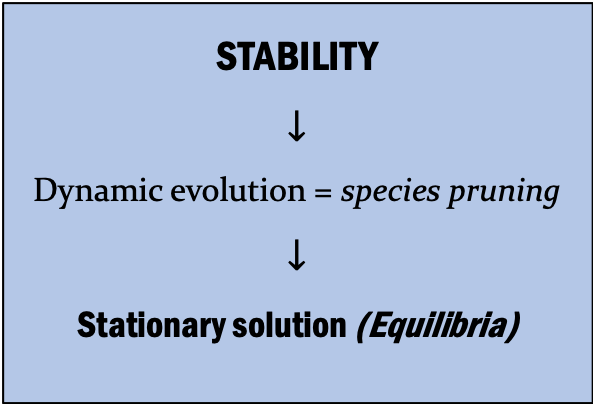 STABILITY
↓
Dynamic evolution = species pruning
↓
Stationary solution (Equilibria)